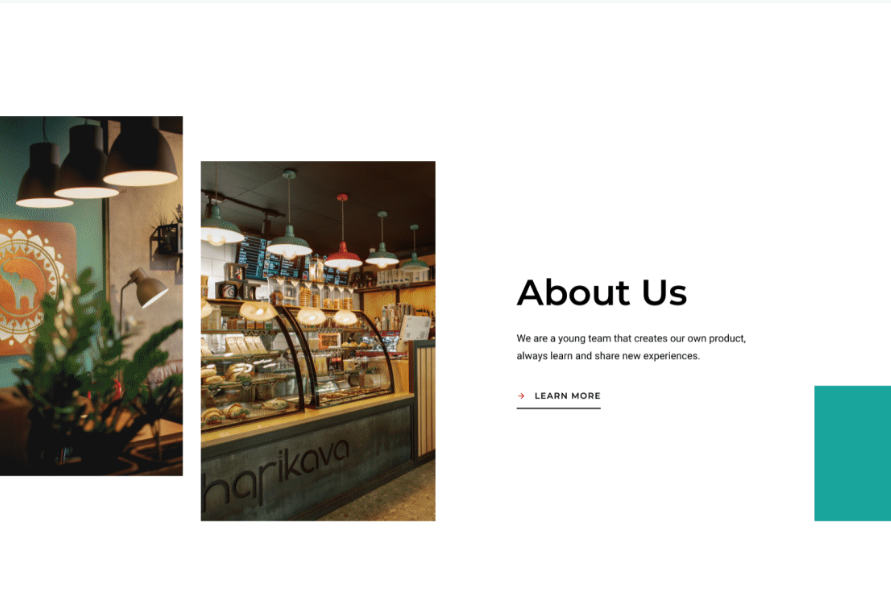 harikava
About Us
We are a young team that creates our own product,
always learn and share new experiences.
LEARN MORE